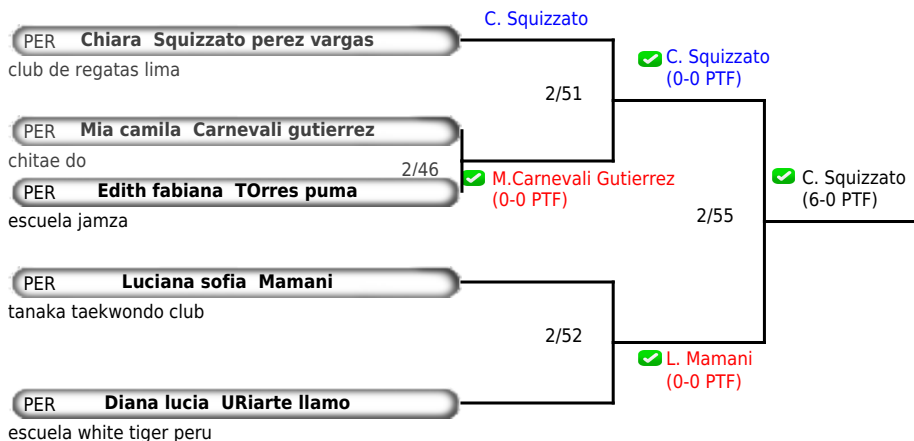 C. Squizzato
PER Chiara Squizzato perez vargas
club de regatas lima
C. Squizzato
(0-0 PTF)
2/51
PER Mia camila Carnevali gutierrez
chitae do
2/46
M.Carnevali Gutierrez
(0-0 PTF)
PER Edith fabiana TOrres puma
escuela jamza
C. Squizzato
(6-0 PTF)
2/55
PER Luciana sofia Mamani
tanaka taekwondo club
2/52
L. Mamani
(0-0 PTF)
PER Diana lucia URiarte llamo
escuela white tiger peru